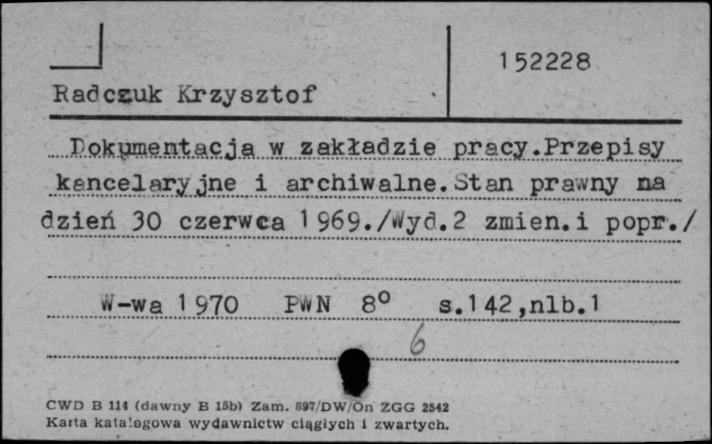 152228
Radczuk Krzysztof
Dokumentacja w zakładzie pracy.Przepisy
kancelaryjne i archiwalne.Stan prawny na
dzień 30 czerwca 1969./Wyd.2 zmien.i popr./
W-wa 1970 PWN 8° s.142,nlb.1
6
CWD B 114 (dawny B 15b) Zam. 697/DW/On ZGG 2542
Karta katalogowa wydawnictw ciągłych i zwartych.